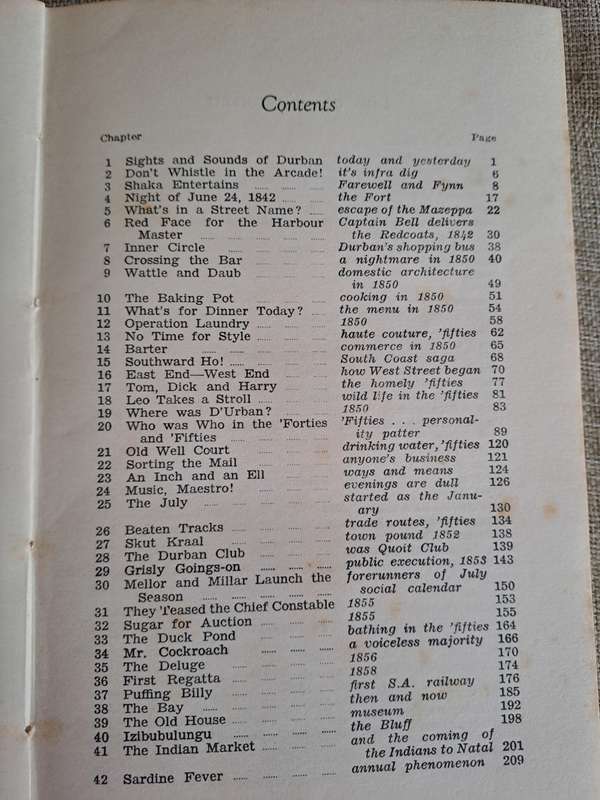 Contents
Chapter Page
1 Sights and Sounds of Durban today and yesterday 1
2 Don't Whistle in the Arcade! it's infra dig 6
3 Shaka Entertains ...... ...... Farewell and Fynn 8
4 Night of June 24, 1842 ...... ...... the Fort 17
5 What's in a Street Name? ...... escape of the Mazeppa 22
6 Red Face for the Harbour Captain Bell delivers
Master ...... ...... ...... the Redcoats, 1842 30
7 Inner Circle ...... ...... ...... Durban's shopping bus 38
8 Crossing the Bar ...... ...... a nightmare in 1850 40
9 Wattle and Daub ...... ...... domestic architecture
in 1850 49
10 The Baking Pot ...... ...... cooking in 1850 51
11 What's for Dinner Today? ...... the menu in 1850 54
12 Operation Laundry ...... ...... 1850 58
13 No Time for Style ...... ...... haute couture, 'fifties 62
14 Barter ...... ...... ...... commerce in 1850 65
15 Southward Ho! ...... ...... ...... South Coast saga 68
16 East End—West End ...... how West Street began 70
17 Tom, Dick and Harry ...... the homely 'fifties 77
18 Leo Takes a Stroll ...... ...... wild life in the 'fifties 81
19 Where was D'Urban? ...... 1850 83
20 Who was Who in the 'Forties 'Fifties . . . personal-
and 'Fifties ...... ...... ...... ity patter 89
21 Old Well Court ...... ...... drinking water, 'fifties 120
22 Sorting the Mail ...... ...... anyone's business 121
23 An Inch and an Ell ...... ...... ways and means 124
24 Music, Maestro! ...... ...... evenings are dull 126
25 The July ...... ...... ...... started as the Janu-
ary 130
26 Beaten Tracks ...... ...... ...... trade routes, 'fifties 134
27 Skut Kraal ...... ...... ...... town pound 1852 138
28 The Durban Club ...... ...... was Quoit Club 139
29 Grisly Goings-on ...... ...... ...... public execution, 1853 143
30 Mellor and Millar Launch the forerunners of July
Season ...... ...... ...... social calendar 150
31 They Teased the Chief Constable 1855 153
32 Sugar for Auction ...... ...... 1855 155
33 The Duck Pond ...... ...... bathing in the 'fifties 164
34 Mr. Cockroach ...... ...... a voiceless majority 166
35 The Deluge ...... ...... ...... 1856 170
36 First Regatta ...... ...... ...... 1858 174
37 Puffing Billy ...... ...... ...... first S.A. railway 176
38 The Bay ...... ...... ...... then and now 185
39 The Old House ...... ...... museum 192
40 Izibubulungu ...... ...... ...... the Bluff 198
41 The Indian Market ...... ...... and the coming of
the Indians to Natal 201
42 Sardine Fever ...... ...... ...... annual phenomenon 209